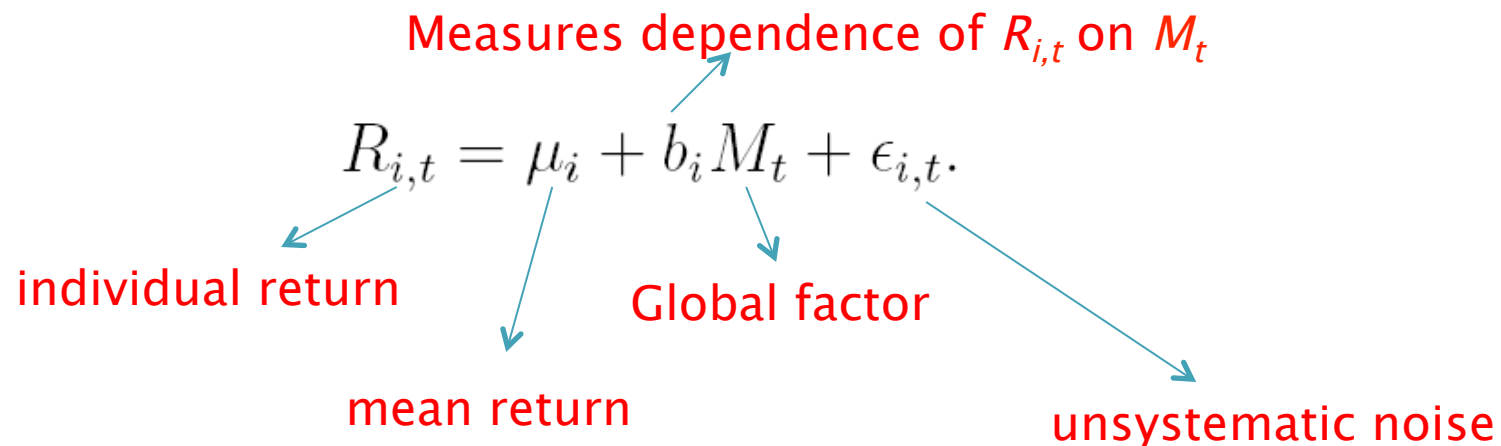 Measures dependence of R_{i,t} on M_t
R_{i,t} = μ_i + b_i M_t + ϵ_{i,t}.
individual return
Global factor
mean return
unsystematic noise